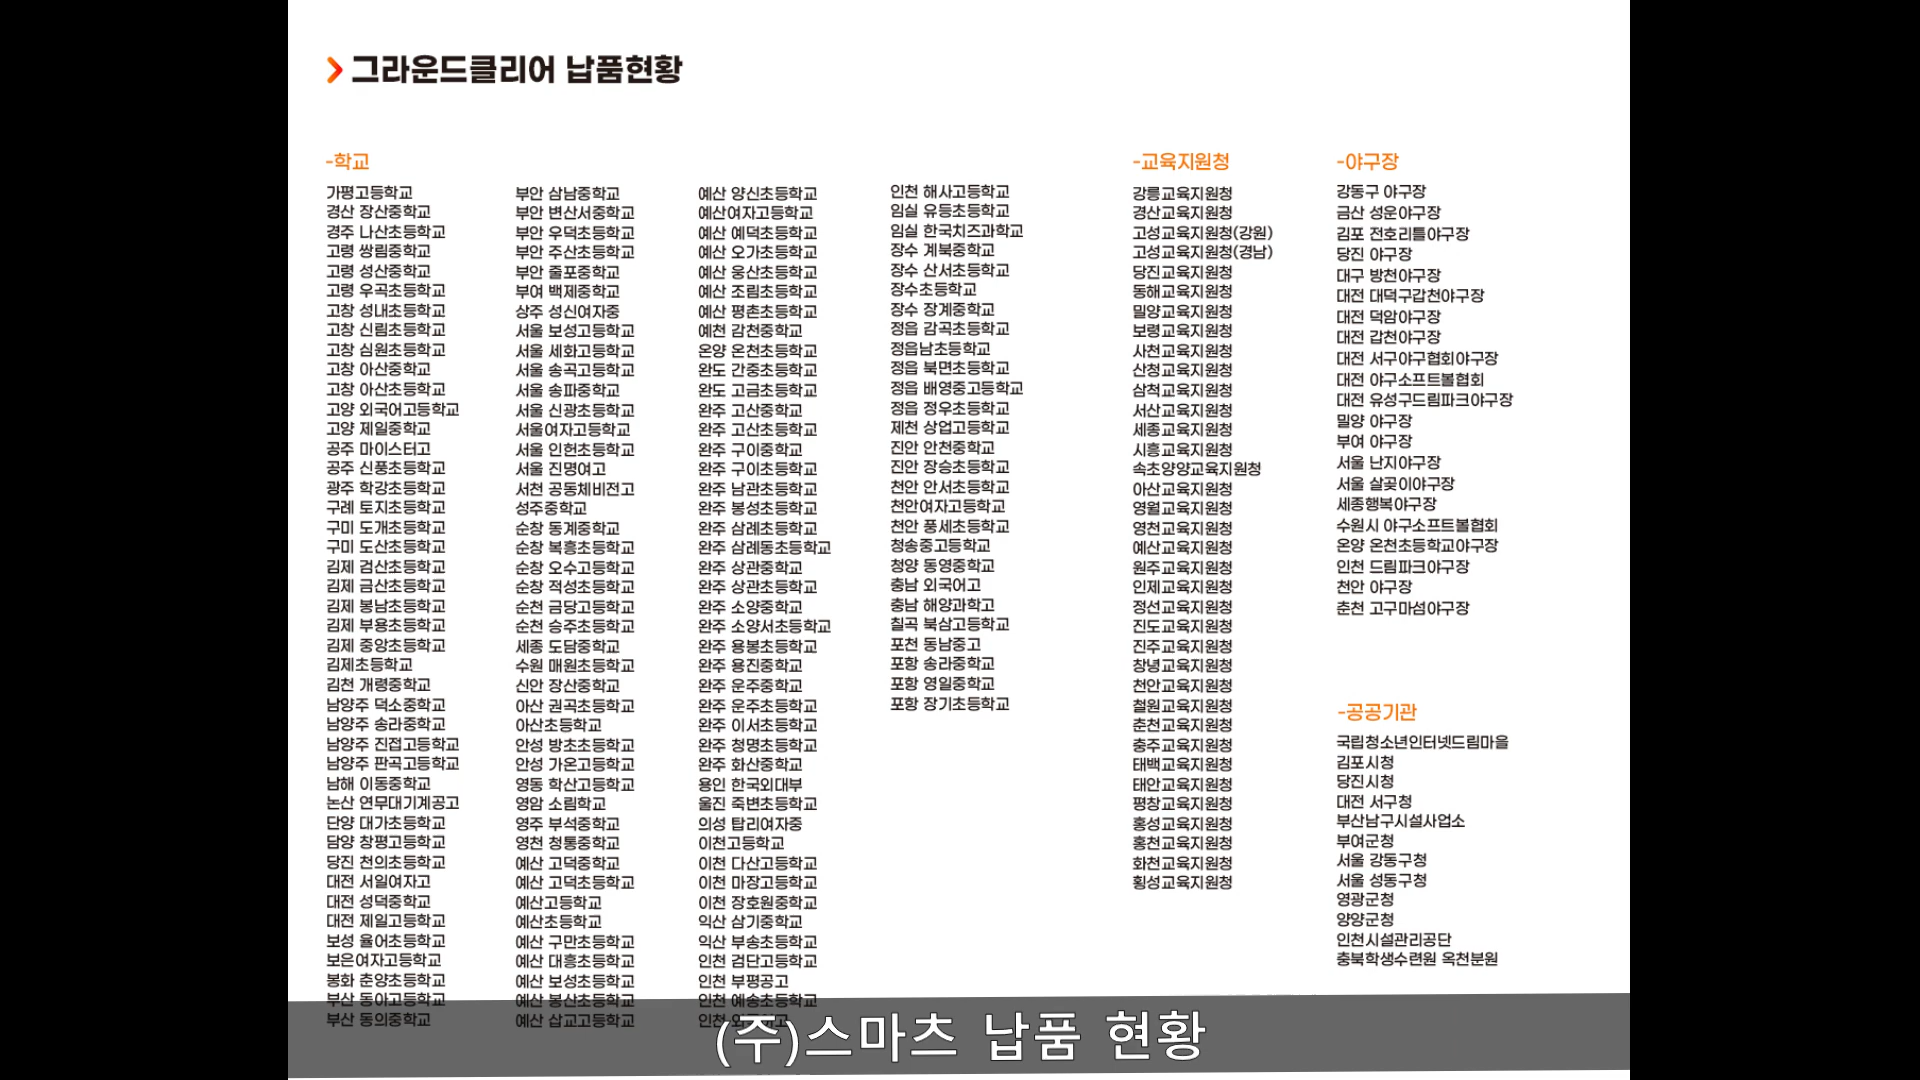 그라운드클리어 납품현황
-학교
가평고등학교
경산 장산중학교
경주 나산초등학교
고령 쌍림중학교
고령 성산중학교
고령 우곡초등학교
고창 성내초등학교
고창 신림초등학교
고창 심원초등학교
고창 아산중학교
고창 아산초등학교
고양 외국어고등학교
고양 제일중학교
공주 마이스터고
공주 신풍초등학교
광주 학강초등학교
구례 토지초등학교
구미 도개초등학교
구미 도산초등학교
김제 검산초등학교
김제 금산초등학교
김제 봉남초등학교
김제 부용초등학교
김제 중앙초등학교
김제초등학교
김천 개령중학교
남양주 덕소중학교
남양주 송라중학교
남양주 진접고등학교
남양주 판곡고등학교
남해 이동중학교
논산 연무대기계공고
단양 대가초등학교
담양 창평고등학교
당진 천의초등학교
대전 서일여자고
대전 성덕중학교
대전 제일고등학교
보성 율어초등학교
보은여자고등학교
봉화 춘양초등학교
부산 동아고등학교
부산 동의중학교
부안 삼남중학교
부안 변산서중학교
부안 우덕초등학교
부안 주산초등학교
부안 줄포중학교
부여 백제중학교
상주 성신여자중
서울 보성고등학교
서울 세화고등학교
서울 송곡고등학교
서울 송파중학교
서울 신광초등학교
서울여자고등학교
서울 인헌초등학교
서울 진명여고
서천 공동체비전고
성주중학교
순창 동계중학교
순창 복흥초등학교
순창 오수고등학교
순창 적성초등학교
순천 금당고등학교
순천 승주초등학교
세종 도담중학교
수원 매원초등학교
신안 장산중학교
아산 권곡초등학교
아산초등학교
안성 방초초등학교
안성 가온고등학교
영동 학산고등학교
영암 소림학교
영주 부석중학교
영천 청통중학교
예산 고덕중학교
예산 고덕초등학교
예산고등학교
예산초등학교
예산 구만초등학교
예산 대흥초등학교
예산 보성초등학교
예산 봉산초등학교
예산 삽교고등학교
예산 양신초등학교
예산여자고등학교
예산 예덕초등학교
예산 오가초등학교
예산 웅산초등학교
예산 조림초등학교
예산 평촌초등학교
예천 감천중학교
온양 온천초등학교
완도 간중초등학교
완도 고금초등학교
완주 고산중학교
완주 고산초등학교
완주 구이중학교
완주 구이초등학교
완주 남관초등학교
완주 봉성초등학교
완주 삼례초등학교
완주 삼례동초등학교
완주 상관중학교
완주 상관초등학교
완주 소양중학교
완주 소양서초등학교
완주 용봉초등학교
완주 용진중학교
완주 운주중학교
완주 운주초등학교
완주 이서초등학교
완주 청명초등학교
완주 화산중학교
용인 한국외대부
울진 죽변초등학교
의성 탑리여자중
이천고등학교
이천 다산고등학교
이천 마장고등학교
이천 장호원중학교
익산 삼기중학교
익산 부송초등학교
인천 검단고등학교
인천 부평공고
인천 예송초등학교
인천
인천 해사고등학교
임실 유등초등학교
임실 한국치즈과학교
장수 계북중학교
장수 산서초등학교
장수초등학교
장수 장계중학교
정읍 감곡초등학교
정읍남초등학교
정읍 북면초등학교
정읍 배영중고등학교
정읍 정우초등학교
제천 상업고등학교
진안 안천중학교
진안 장승초등학교
천안 안서초등학교
천안여자고등학교
천안 풍세초등학교
청송중고등학교
청양 동영중학교
충남 외국어고
충남 해양과학고
칠곡 북삼고등학교
포천 동남중고
포항 송라중학교
포항 영일중학교
포항 장기초등학교
-교육지원청
강릉교육지원청
경산교육지원청
고성교육지원청(강원)
고성교육지원청(경남)
당진교육지원청
동해교육지원청
밀양교육지원청
보령교육지원청
사천교육지원청
산청교육지원청
삼척교육지원청
서산교육지원청
세종교육지원청
시흥교육지원청
속초양양교육지원청
아산교육지원청
영월교육지원청
영천교육지원청
예산교육지원청
원주교육지원청
인제교육지원청
정선교육지원청
진도교육지원청
진주교육지원청
창녕교육지원청
천안교육지원청
철원교육지원청
춘천교육지원청
충주교육지원청
태백교육지원청
태안교육지원청
평창교육지원청
홍성교육지원청
홍천교육지원청
화천교육지원청
횡성교육지원청
-야구장
강동구 야구장
금산 성운야구장
김포 전호리틀야구장
당진 야구장
대구 방천야구장
대전 대덕구갑천야구장
대전 덕암야구장
대전 갑천야구장
대전 서구야구협회야구장
대전 야구소프트볼협회
대전 유성구드림파크야구장
밀양 야구장
부여 야구장
서울 난지야구장
서울 살곶이야구장
세종행복야구장
수원시 야구소프트볼협회
온양 온천초등학교야구장
인천 드림파크야구장
천안 야구장
춘천 고구마섬야구장
-공공기관
국립청소년인터넷드림마을
김포시청
당진시청
대전 서구청
부산남구시설사업소
부여군청
서울 강동구청
서울 성동구청
영광군청
양양군청
인천시설관리공단
충북학생수련원 옥천분원
(주)스마츠 납품 현황